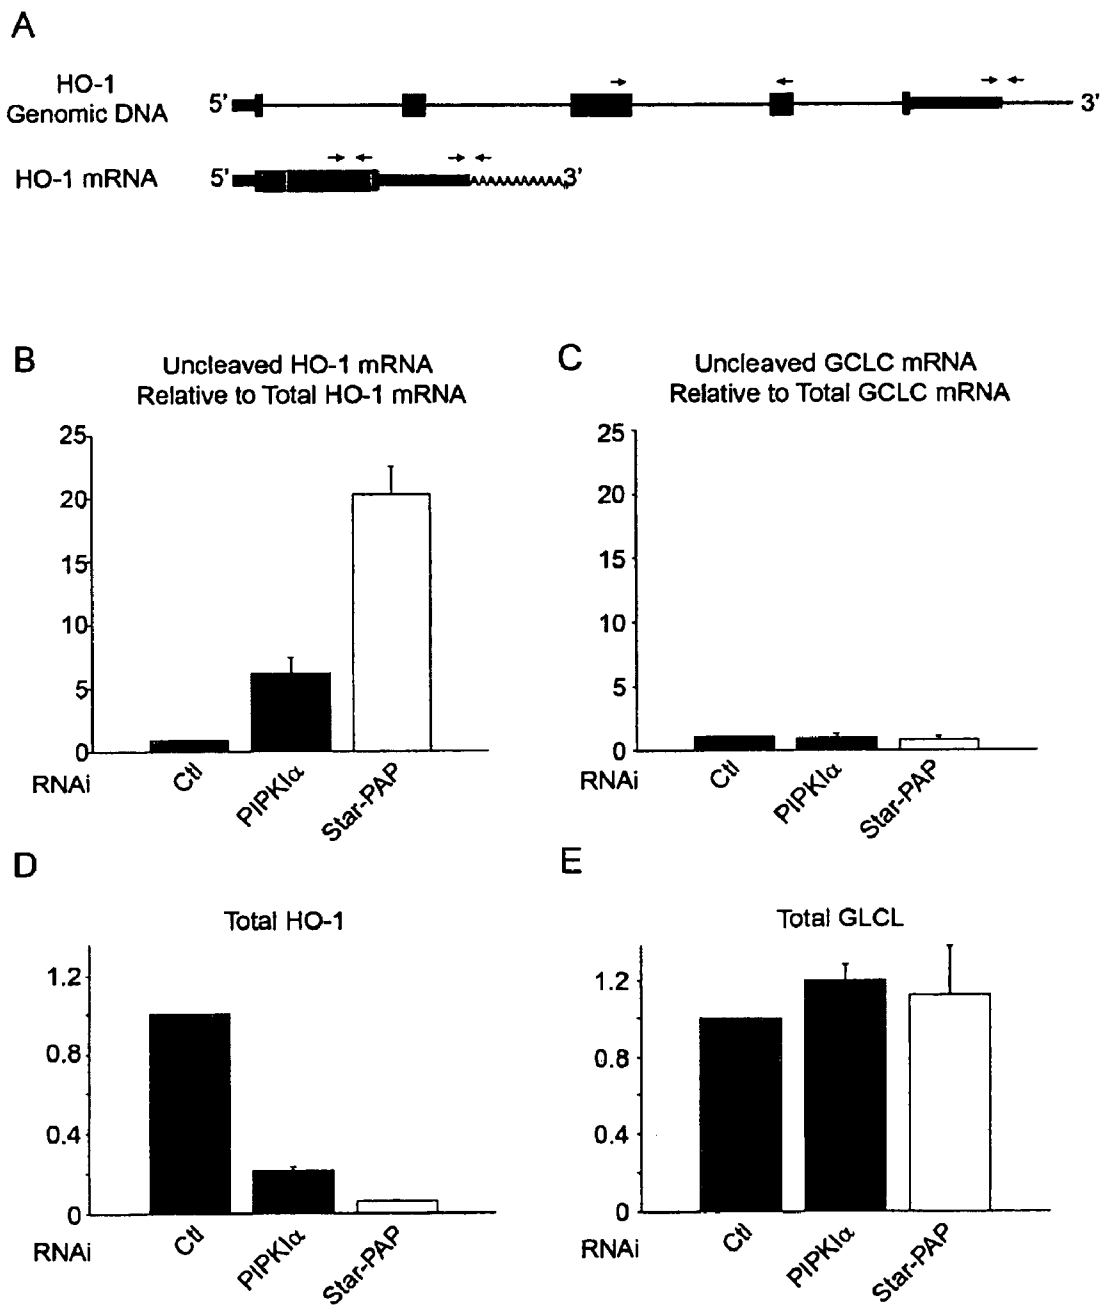 A
HO-1
Genomic DNA
5'
3'
HO-1 mRNA
5'
3'
B
Uncleaved HO-1 mRNA
Relative to Total HO-1 mRNA
25
20
15
10
5
0
RNAi
Ctl
PIPKIα
Star-PAP
C
Uncleaved GCLC mRNA
Relative to Total GCLC mRNA
25
20
15
10
5
0
RNAi
Ctl
PIPKIα
Star-PAP
D
Total HO-1
1.2
0.8
0.4
0
RNAi
Ctl
PIPKIα
Star-PAP
E
Total GLCL
1.2
0.8
0.4
0
RNAi
Ctl
PIPKIα
Star-PAP